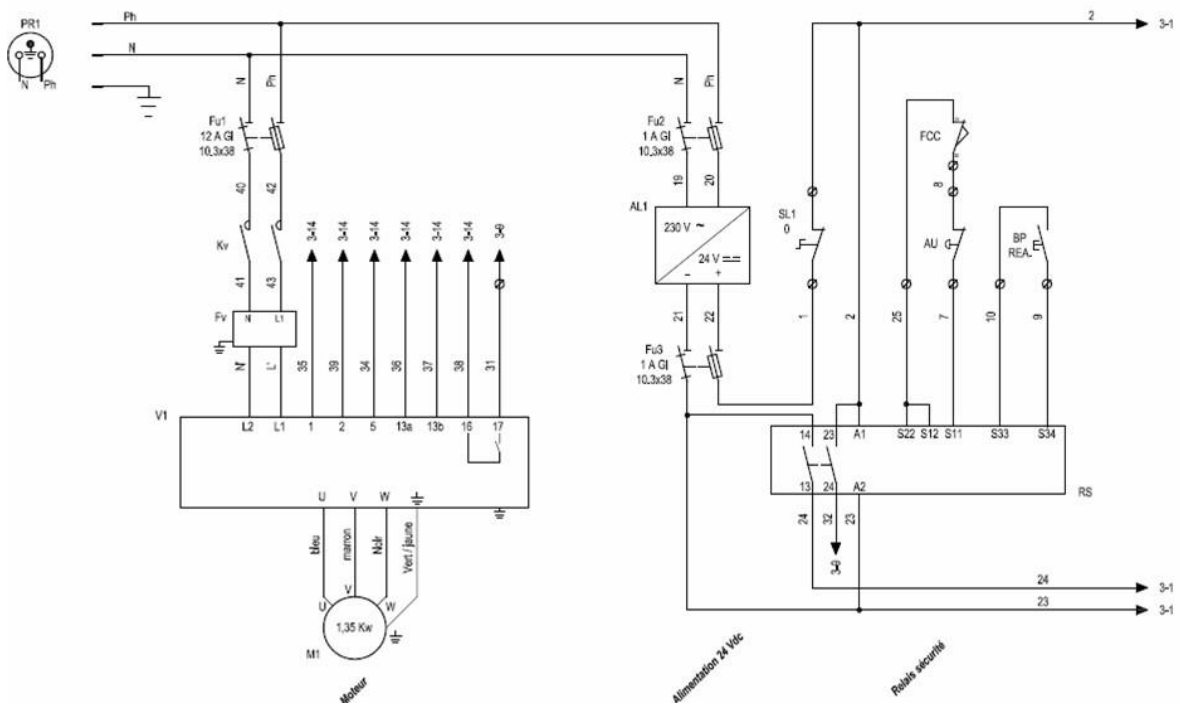 PR1
Ph
N
N Ph
2
3-1
N
Ph
N
Ph
Fu1
12 A GI
10.3x38
Fu2
1 A GI
10.3x38
FCC
40
42
19
20
8
3-14
3-14
3-14
3-14
3-14
3-14
3-9
AL1
230 V ~
24 V
- +
SL1
0
Kv
AU
BP
REA.
41
43
Fv
N L1
21
22
1
2
25
7
10
9
Fu3
1 A GI
10.3x38
N'
L'
35
39
34
36
37
38
31
V1
L2 L1 1 2 5 13a 13b 16 17
14 23 A1 S22 S12 S11 S33 S34
13 24 A2
RS
U V W
24
32
23
bleu
marron
Noir
Vert / jaune
3-9
24
3-1
23
3-1
V
U W
1,35 Kw
M1
Moteur
Alimentation 24 Vdc
Relais sécurité